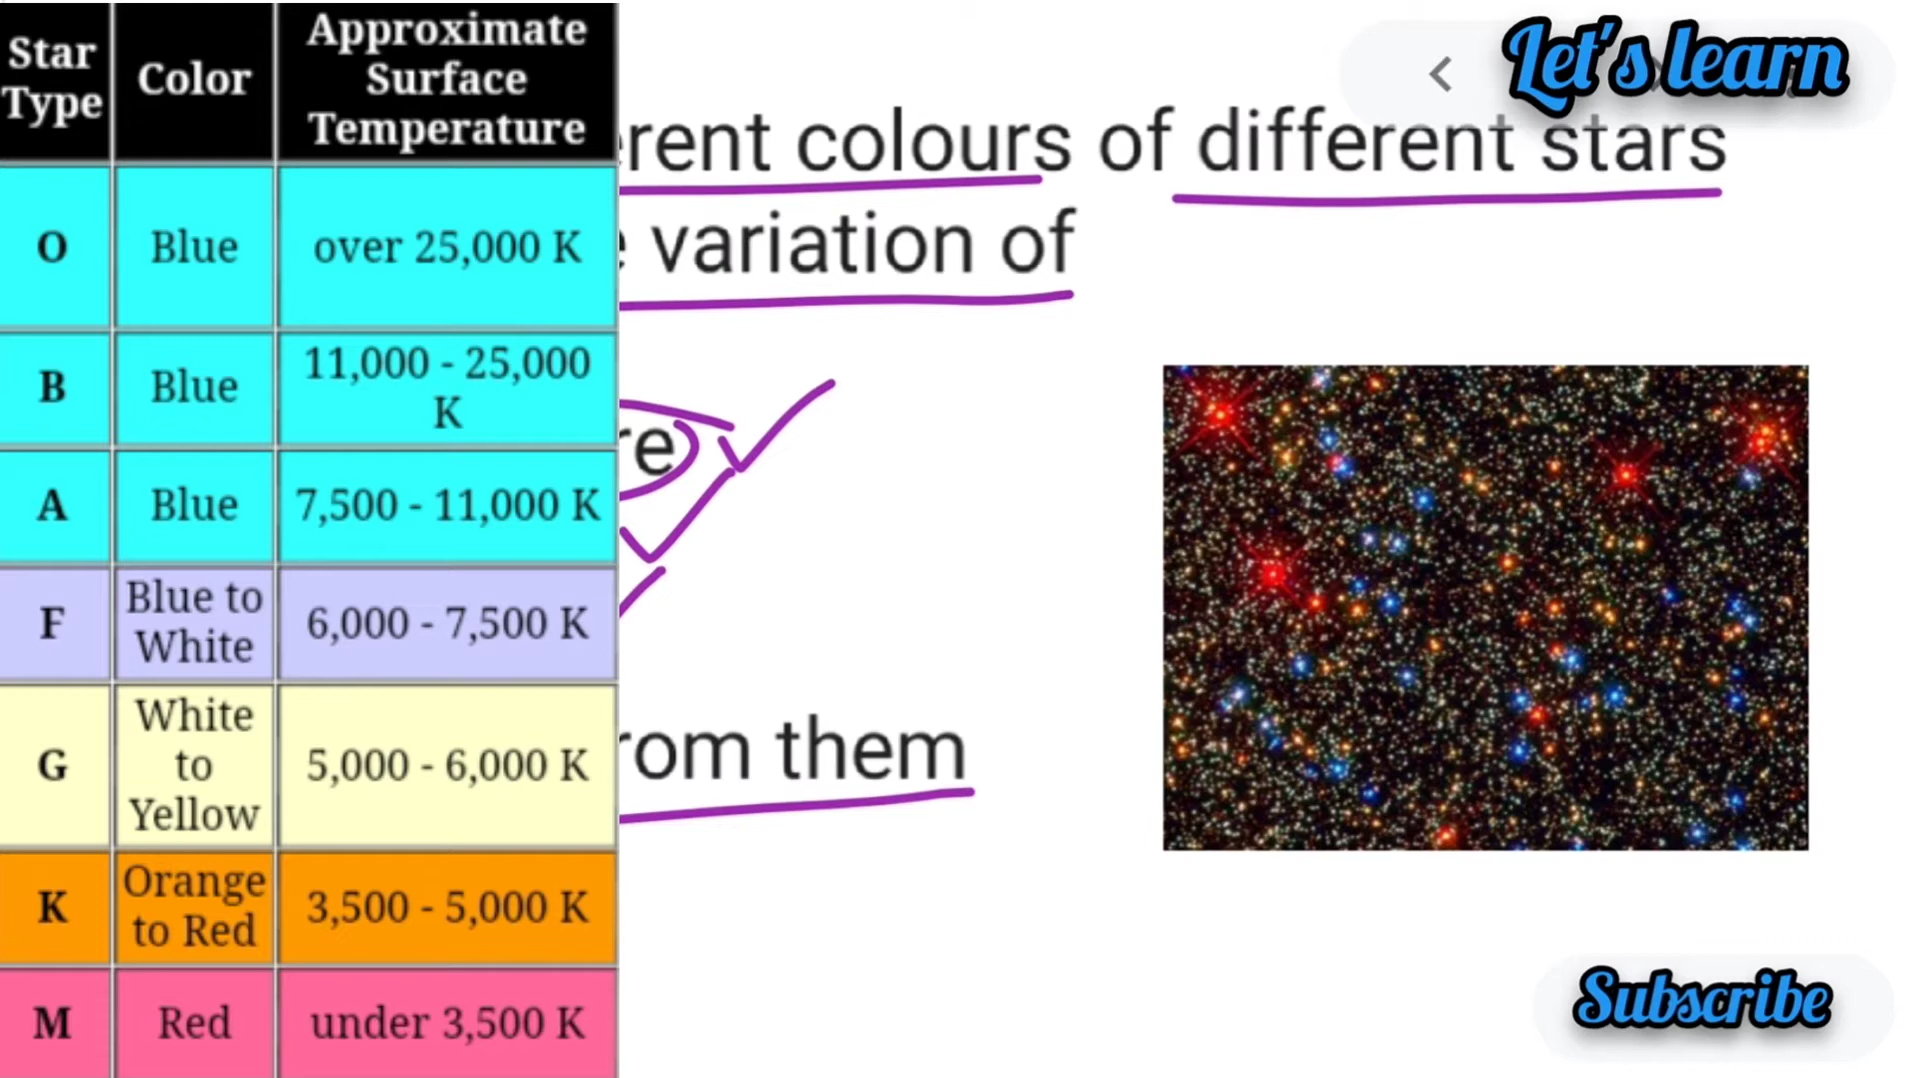 Star Type
Color
Approximate Surface Temperature
O
Blue
over 25,000 K
B
Blue
11,000 - 25,000 K
A
Blue
7,500 - 11,000 K
F
Blue to White
6,000 - 7,500 K
G
White to Yellow
5,000 - 6,000 K
K
Orange to Red
3,500 - 5,000 K
M
Red
under 3,500 K
Let's learn
erent colours of different stars
variation of
re
rom them
Subscribe